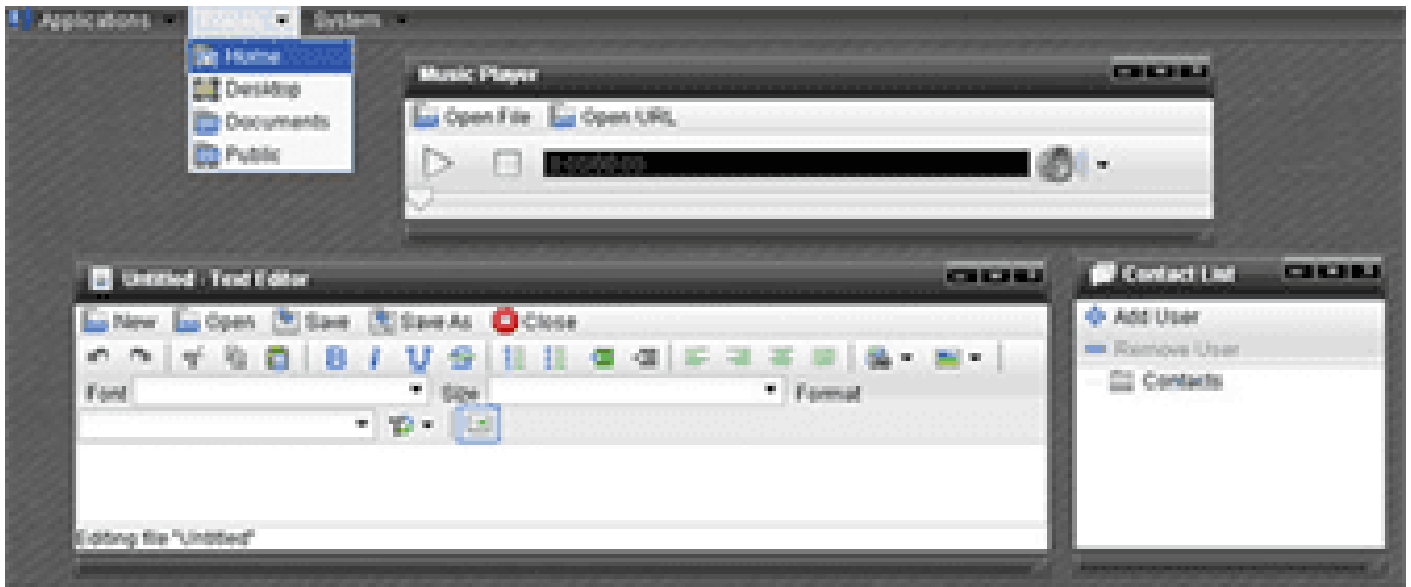 Applications System
Home
Desktop
Documents
Public
Music Player
Open File Open URL
Untitled - Text Editor
New Open Save Save As Close
Font Size Format
Editing file "Untitled"
Contact List
Add User
Remove User
Contacts